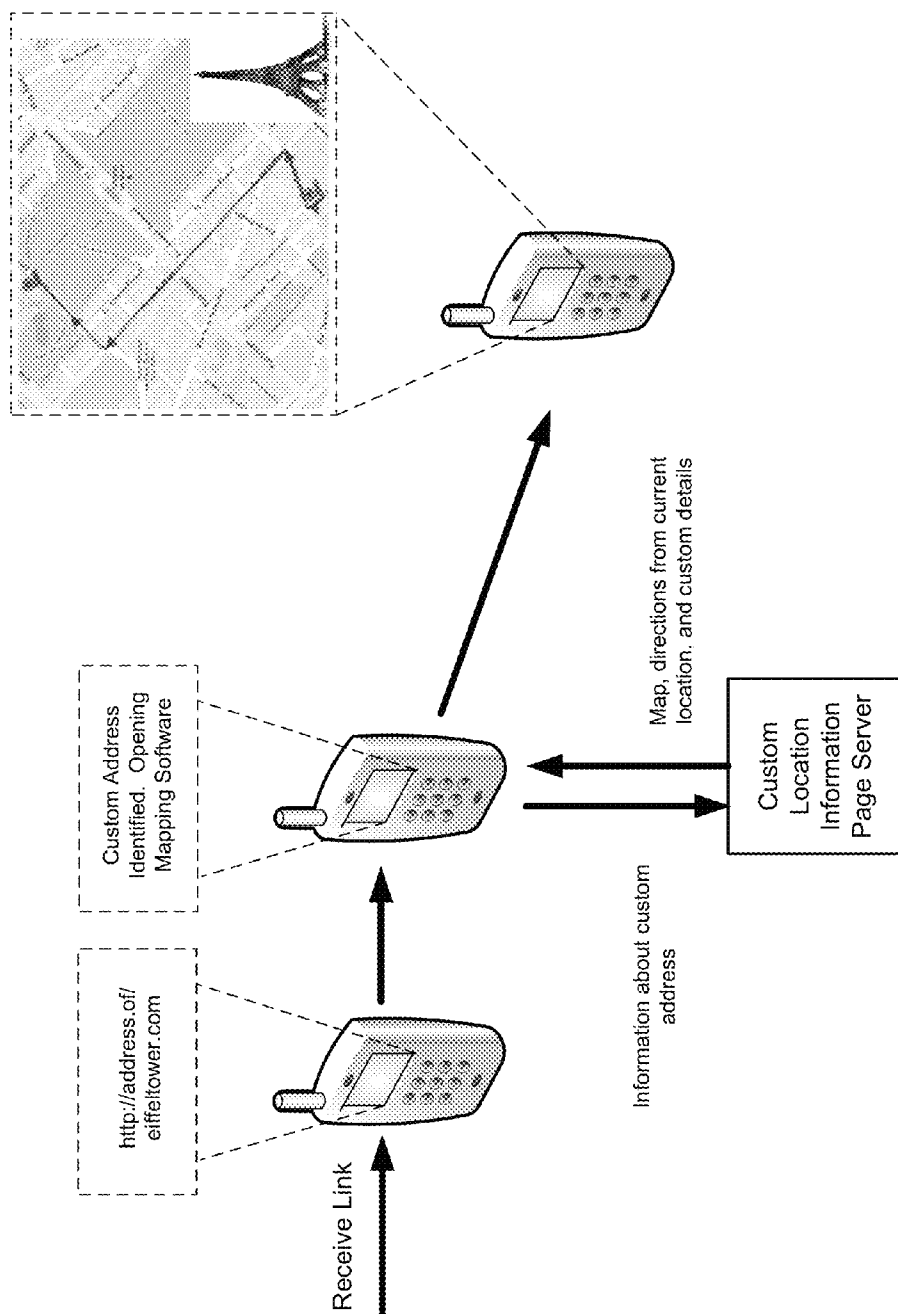 Receive Link
http://address.of/
eiffeltower.com
Custom Address
Identified. Opening
Mapping Software
Information about custom
address
Map, directions from current
location. and custom details
Custom
Location
Information
Page Server